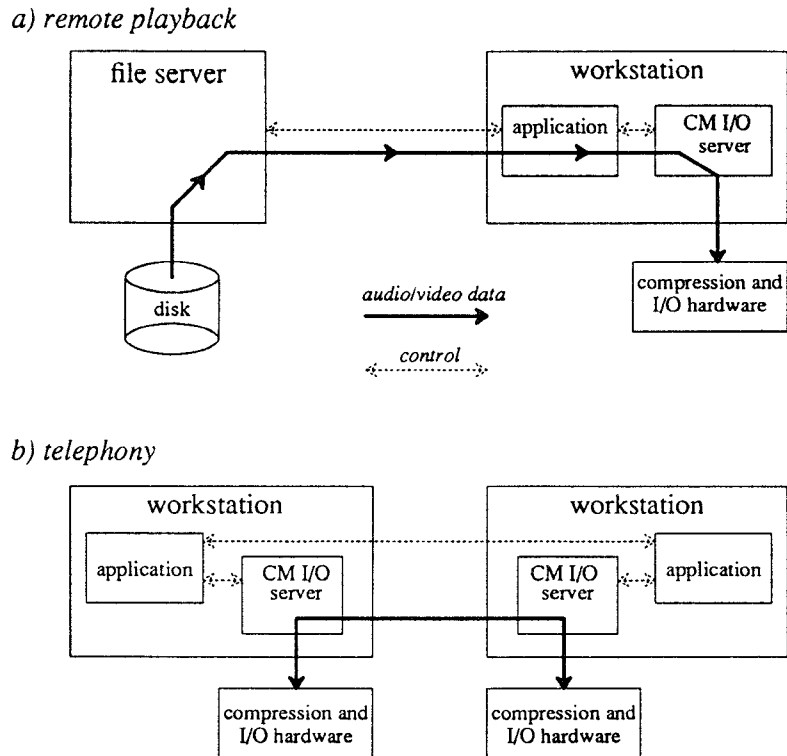 a) remote playback
file server
workstation
application
CM I/O
server
disk
compression and
I/O hardware
audio/video data
control
b) telephony
workstation
workstation
application
CM I/O
server
CM I/O
server
application
compression and
I/O hardware
compression and
I/O hardware